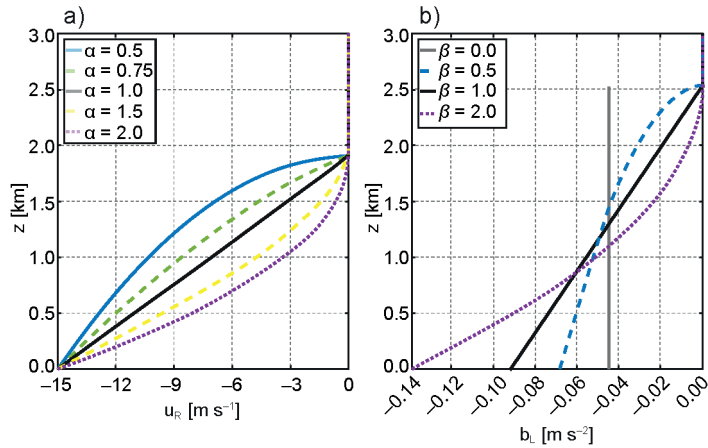 a)
3.0
2.5
2.0
1.5
1.0
0.5
0.0
z [km]
α = 0.5
α = 0.75
α = 1.0
α = 1.5
α = 2.0
–15 –12 –9 –6 –3 0
u_R [m s⁻¹]
b)
3.0
2.5
2.0
1.5
1.0
0.5
0.0
z [km]
β = 0.0
β = 0.5
β = 1.0
β = 2.0
–0.14 –0.12 –0.10 –0.08 –0.06 –0.04 –0.02 0.00
b_L [m s⁻²]